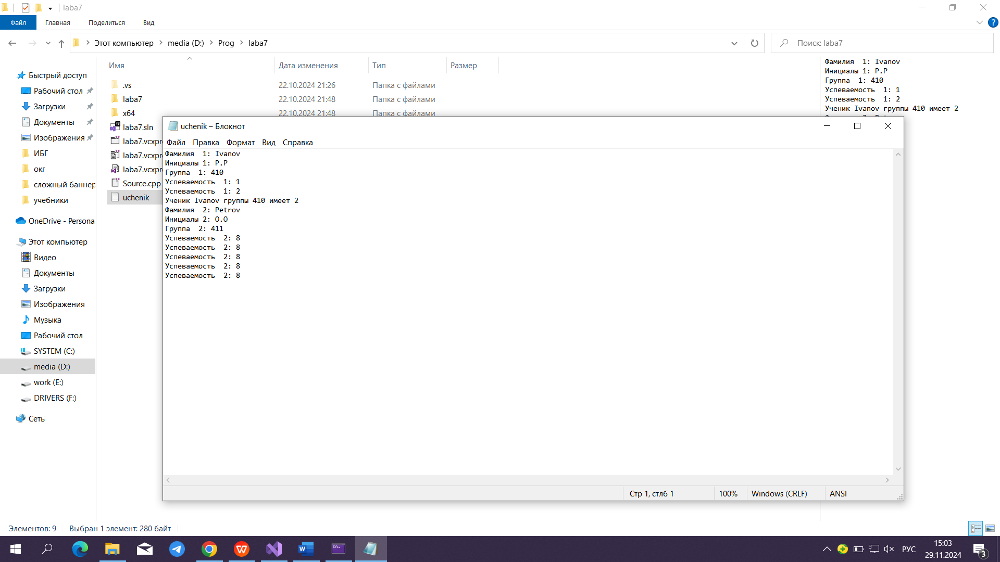 laba7
Файл
Главная
Поделиться
Вид
Этот компьютер
media (D:)
Prog
laba7
Поиск: laba7
Имя
Дата изменения
Тип
Размер
Быстрый доступ
Рабочий стол
Загрузки
Документы
Изображения
ИБГ
окг
сложный баннер
учебники
OneDrive - Persona
Этот компьютер
Видео
Документы
Загрузки
Изображения
Музыка
Рабочий стол
SYSTEM (C:)
media (D:)
work (E:)
DRIVERS (F:)
Сеть
.vs 22.10.2024 21:26 Папка с файлами
laba7 22.10.2024 21:48 Папка с файлами
x64 22.10.2024 21:48 Папка с файлами
laba7.sln
laba7.vcxpr
laba7.vcxpr
laba7.vcxpr
Source.cpp
uchenik
Фамилия  1: Ivanov
Инициалы 1: P.P
Группа  1: 410
Успеваемость  1: 1
Успеваемость  1: 2
Ученик Ivanov группы 410 имеет 2
uchenik – Блокнот
Файл Правка Формат Вид Справка
Фамилия  1: Ivanov
Инициалы 1: P.P
Группа  1: 410
Успеваемость  1: 1
Успеваемость  1: 2
Ученик Ivanov группы 410 имеет 2
Фамилия  2: Petrov
Инициалы 2: O.O
Группа  2: 411
Успеваемость  2: 8
Успеваемость  2: 8
Успеваемость  2: 8
Успеваемость  2: 8
Успеваемость  2: 8
Стр 1, стлб 1
100%
Windows (CRLF)
ANSI
Элементов: 9
Выбран 1 элемент: 280 байт
РУС
15:03
29.11.2024
3